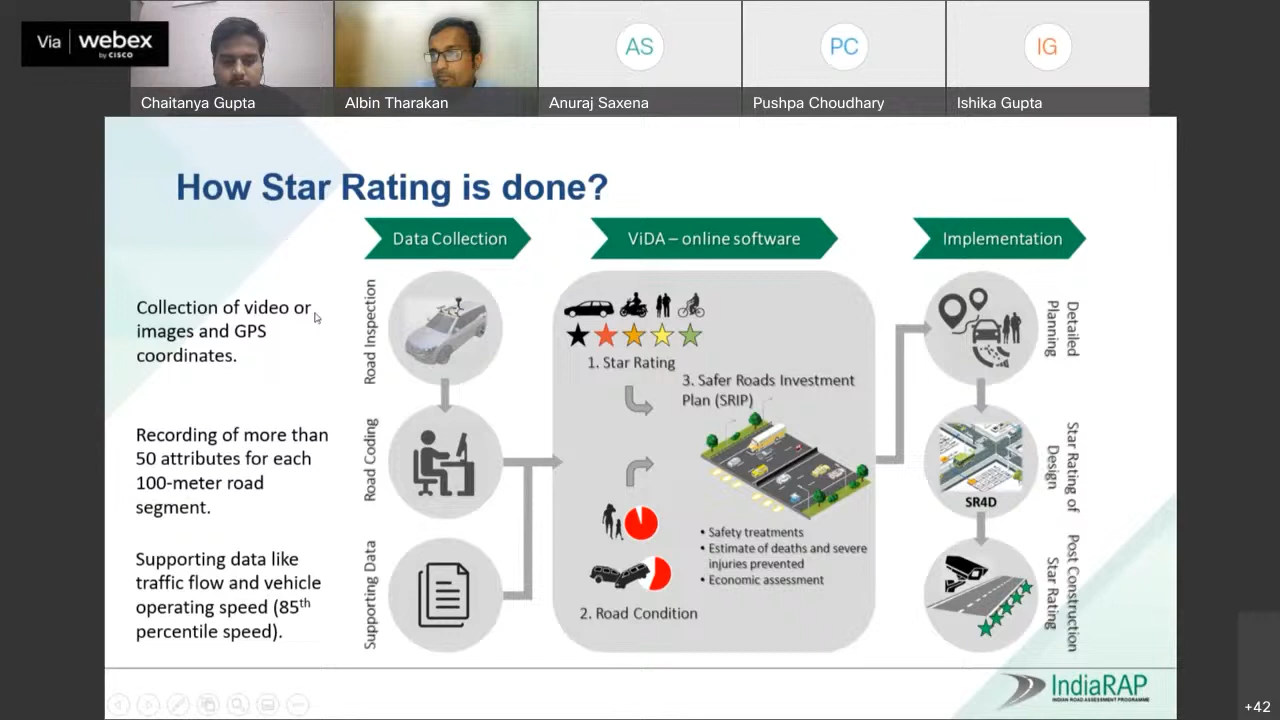 Via webex
by CISCO
Chaitanya Gupta
Albin Tharakan
AS
Anuraj Saxena
PC
Pushpa Choudhary
IG
Ishika Gupta
How Star Rating is done?
Data Collection
ViDA – online software
Implementation
Collection of video or
images and GPS
coordinates.
Road Inspection
Recording of more than
50 attributes for each
100-meter road
segment.
Road Coding
Supporting data like
traffic flow and vehicle
operating speed (85th
percentile speed).
Supporting Data
1. Star Rating
3. Safer Roads Investment
Plan (SRIP)
• Safety treatments
• Estimate of deaths and severe
injuries prevented
• Economic assessment
2. Road Condition
Detailed
Planning
SR4D
Star Rating of
Design
Post Construction
Star Rating
IndiaRAP
INDIAN ROAD ASSESSMENT PROGRAMME
+42